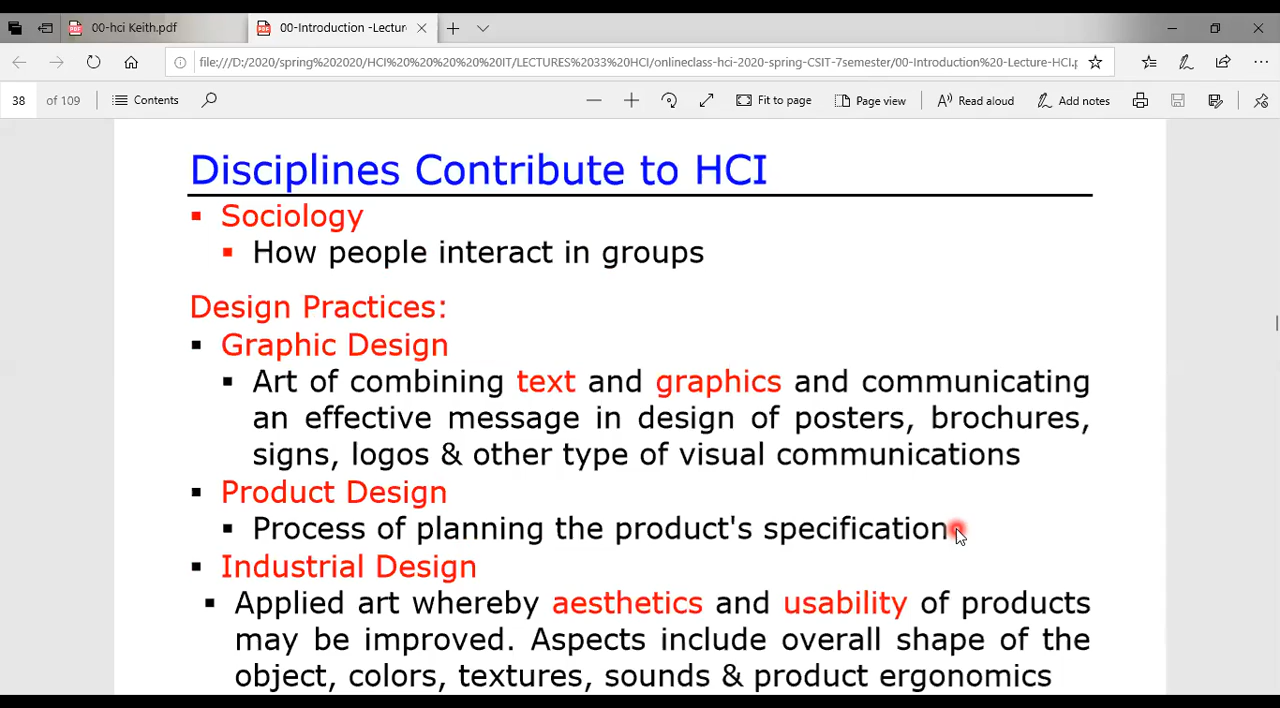 00-hci Keith.pdf
00-Introduction -Lectur
file:///D:/2020/spring%202020/HCI%20%20%20%20%20IT/LECTURES%2033%20HCI/onlineclass-hci-2020-spring-CSIT-7semester/00-Introduction%20-Lecture-HCI.p
38 of 109 Contents Fit to page Page view Read aloud Add notes
Disciplines Contribute to HCI
▪ Sociology
▪ How people interact in groups
Design Practices:
▪ Graphic Design
▪ Art of combining text and graphics and communicating
an effective message in design of posters, brochures,
signs, logos & other type of visual communications
▪ Product Design
▪ Process of planning the product's specification
▪ Industrial Design
▪ Applied art whereby aesthetics and usability of products
may be improved. Aspects include overall shape of the
object, colors, textures, sounds & product ergonomics